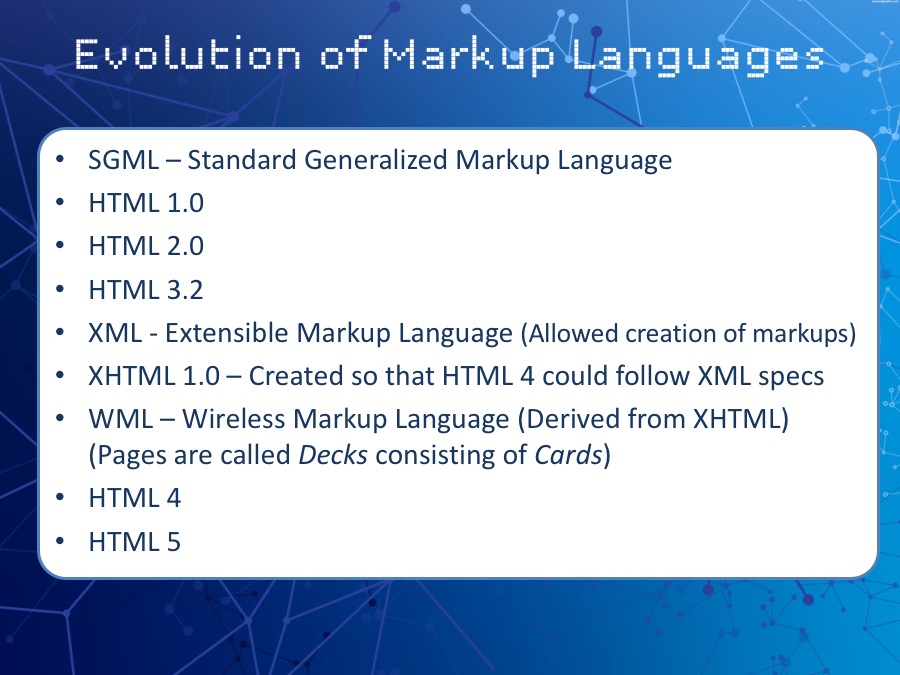 Evolution of Markup Languages
• SGML – Standard Generalized Markup Language
• HTML 1.0
• HTML 2.0
• HTML 3.2
• XML - Extensible Markup Language (Allowed creation of markups)
• XHTML 1.0 – Created so that HTML 4 could follow XML specs
• WML – Wireless Markup Language (Derived from XHTML)
(Pages are called Decks consisting of Cards)
• HTML 4
• HTML 5